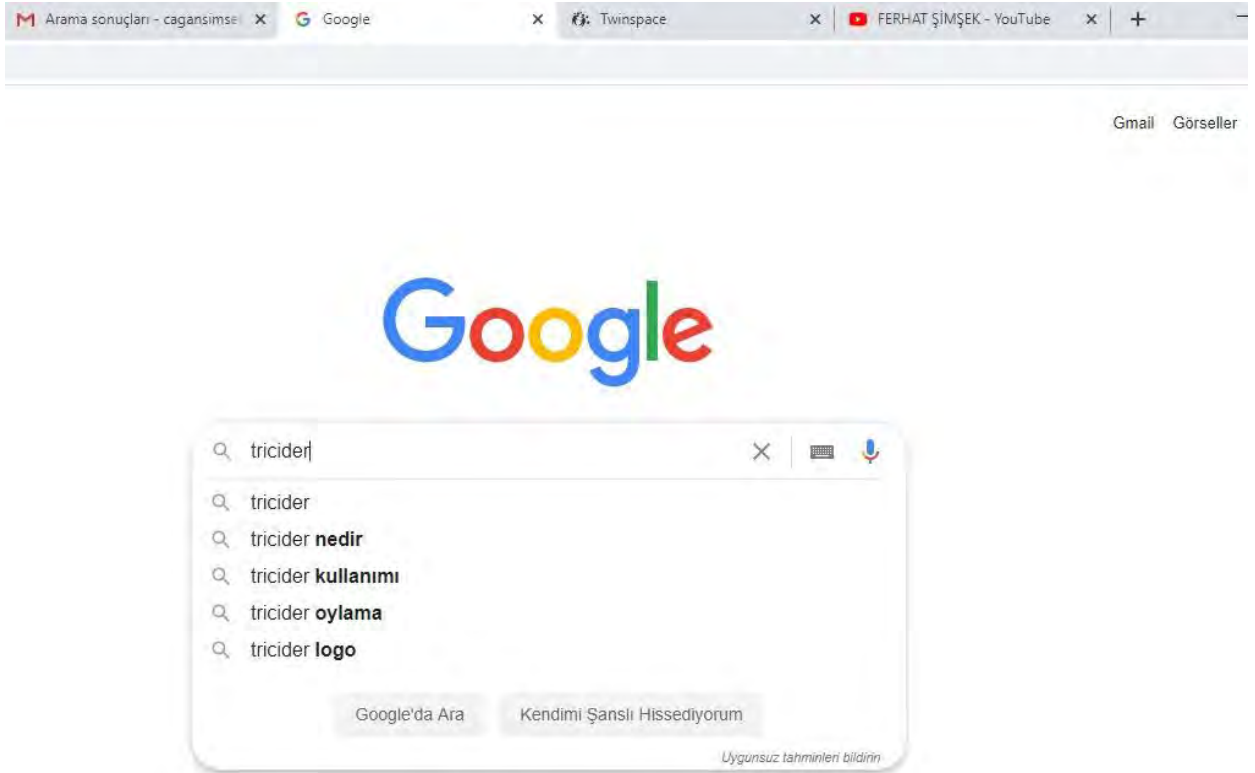 Arama sonuçları - cagansimse
Google
Twinspace
FERHAT ŞİMŞEK - YouTube
Gmail Görseller
Google
tricider
tricider
tricider nedir
tricider kullanımı
tricider oylama
tricider logo
Google'da Ara
Kendimi Şanslı Hissediyorum
Uygunsuz tahminleri bildirin